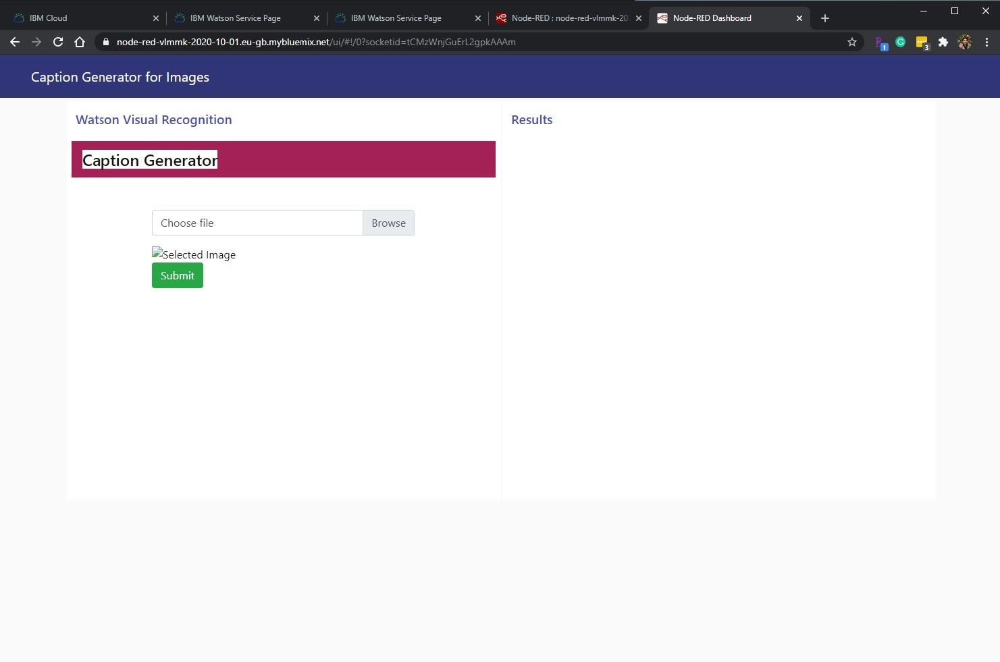 IBM Cloud
IBM Watson Service Page
IBM Watson Service Page
Node-RED : node-red-vlmmk-20
Node-RED Dashboard
node-red-vlmmk-2020-10-01.eu-gb.mybluemix.net/ui/#!/0?socketid=tCMzWnjGuErL2gpkAAAm
1
3
Caption Generator for Images
Watson Visual Recognition
Results
Caption Generator
Choose file
Browse
Selected Image
Submit